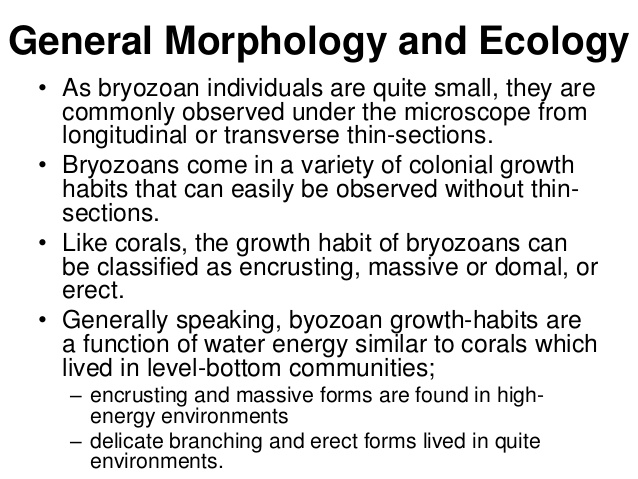 General Morphology and Ecology
• As bryozoan individuals are quite small, they are
commonly observed under the microscope from
longitudinal or transverse thin-sections.
• Bryozoans come in a variety of colonial growth
habits that can easily be observed without thin-
sections.
• Like corals, the growth habit of bryozoans can
be classified as encrusting, massive or domal, or
erect.
• Generally speaking, byozoan growth-habits are
a function of water energy similar to corals which
lived in level-bottom communities;
– encrusting and massive forms are found in high-
energy environments
– delicate branching and erect forms lived in quite
environments.